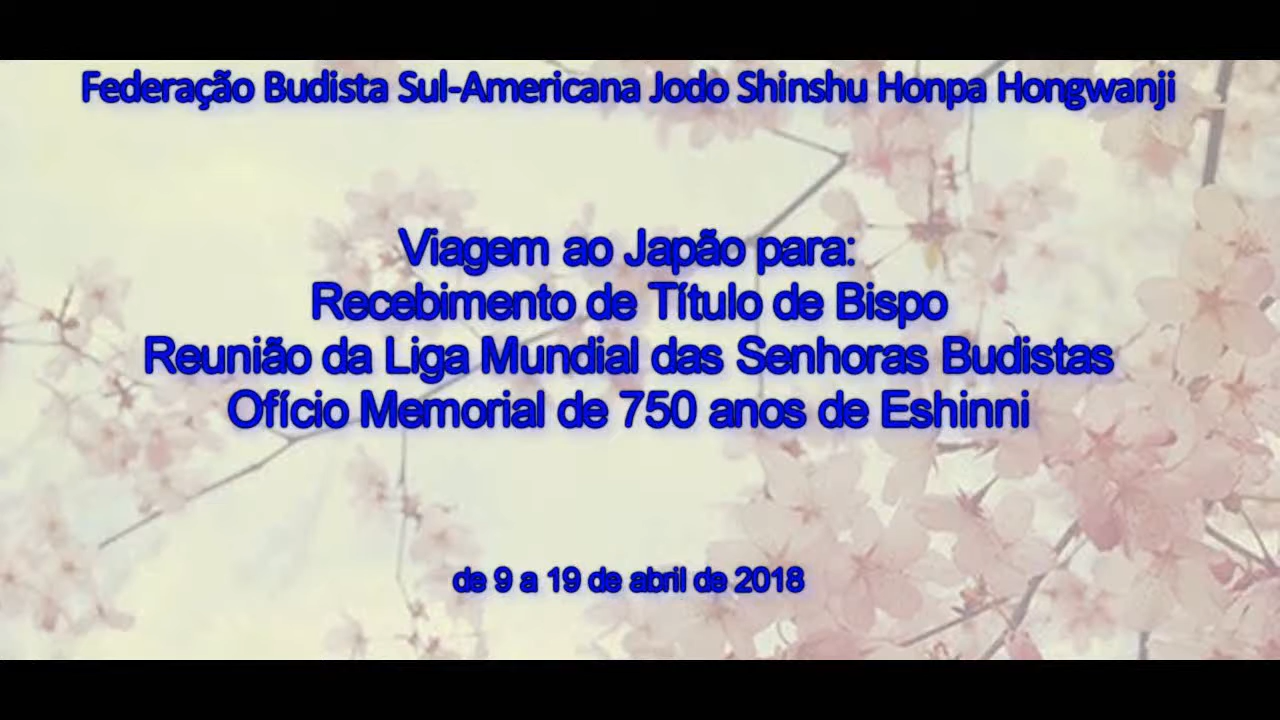 Federação Budista Sul-Americana Jodo Shinshu Honpa Hongwanji
Viagem ao Japão para:
Recebimento de Título de Bispo
Reunião da Liga Mundial das Senhoras Budistas
Ofício Memorial de 750 anos de Eshinni
de 9 a 19 de abril de 2018